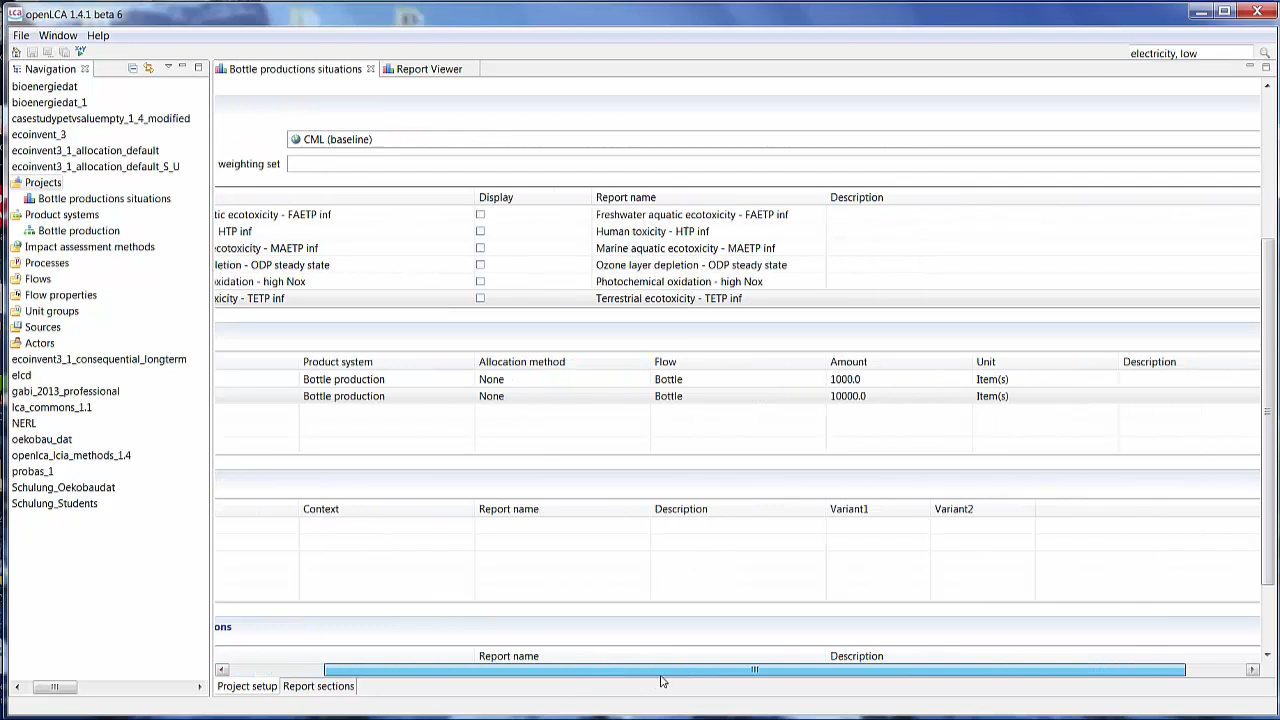 openLCA 1.4.1 beta 6
File Window Help
electricity, low
Navigation
Bottle productions situations
Report Viewer
bioenergiedat
bioenergiedat_1
casestudypetvsaluempty_1_4_modified
ecoinvent_3
ecoinvent3_1_allocation_default
ecoinvent3_1_allocation_default_S_U
Projects
Bottle productions situations
Product systems
Bottle production
Impact assessment methods
Processes
Flows
Flow properties
Unit groups
Sources
Actors
ecoinvent3_1_consequential_longterm
elcd
gabi_2013_professional
lca_commons_1.1
NERL
oekobau_dat
openlca_lcia_methods_1.4
probas_1
Schulung_Oekobaudat
Schulung_Students
CML (baseline)
weighting set
Display Report name Description
tic ecotoxicity - FAETP inf Freshwater aquatic ecotoxicity - FAETP inf
HTP inf Human toxicity - HTP inf
ecotoxicity - MAETP inf Marine aquatic ecotoxicity - MAETP inf
letion - ODP steady state Ozone layer depletion - ODP steady state
oxidation - high Nox Photochemical oxidation - high Nox
xicity - TETP inf Terrestrial ecotoxicity - TETP inf
Product system Allocation method Flow Amount Unit Description
Bottle production None Bottle 1000.0 Item(s)
Bottle production None Bottle 10000.0 Item(s)
Context Report name Description Variant1 Variant2
ons
Report name Description
Project setup Report sections